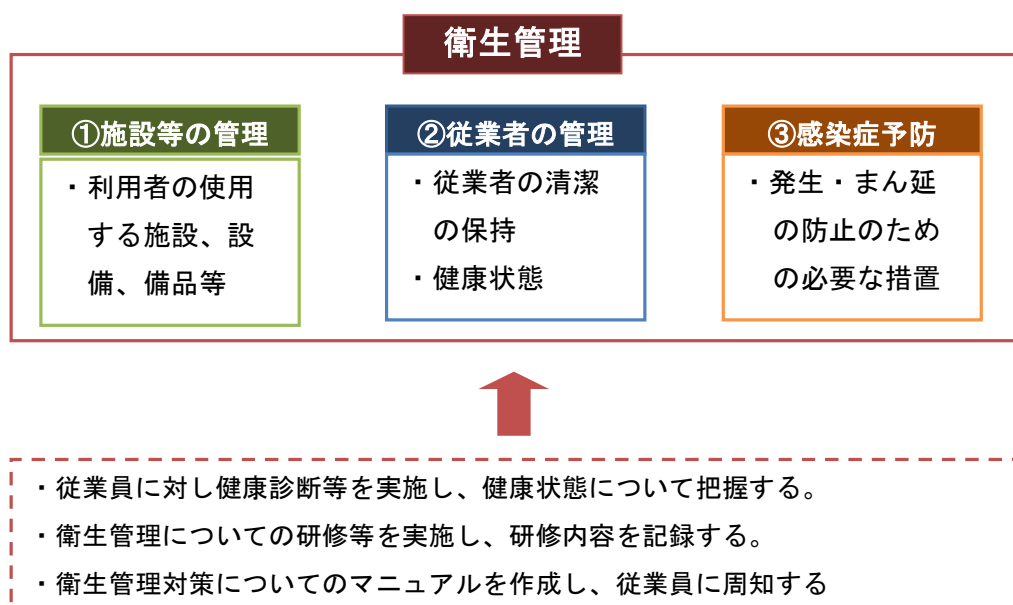 衛生管理
①施設等の管理
・利用者の使用
する施設、設
備、備品等
②従業者の管理
・従業者の清潔
の保持
・健康状態
③感染症予防
・発生・まん延
の防止のため
の必要な措置
・従業員に対し健康診断等を実施し、健康状態について把握する。
・衛生管理についての研修等を実施し、研修内容を記録する。
・衛生管理対策についてのマニュアルを作成し、従業員に周知する